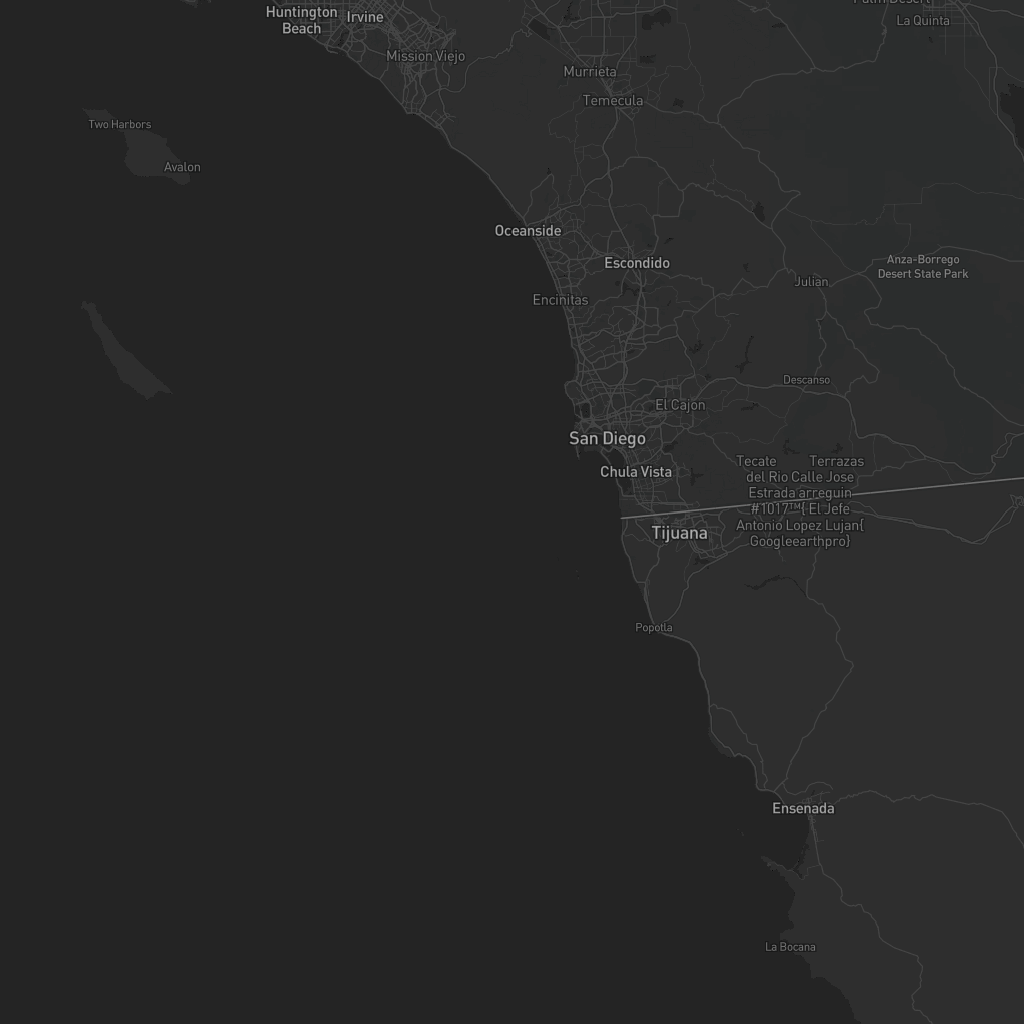 Palm Desert
Huntington
Beach
Irvine
La Quinta
Mission Viejo
Murrieta
Temecula
Two Harbors
Avalon
Oceanside
Escondido
Anza-Borrego
Desert State Park
Julian
Encinitas
Descanso
El Cajon
San Diego
Chula Vista
Tecate Terrazas
del Rio Calle Jose
Estrada arreguin
#1017™{ El Jefe
Antonio Lopez Lujan{
Googleearthpro}
Tijuana
Popotla
Ensenada
La Bocana